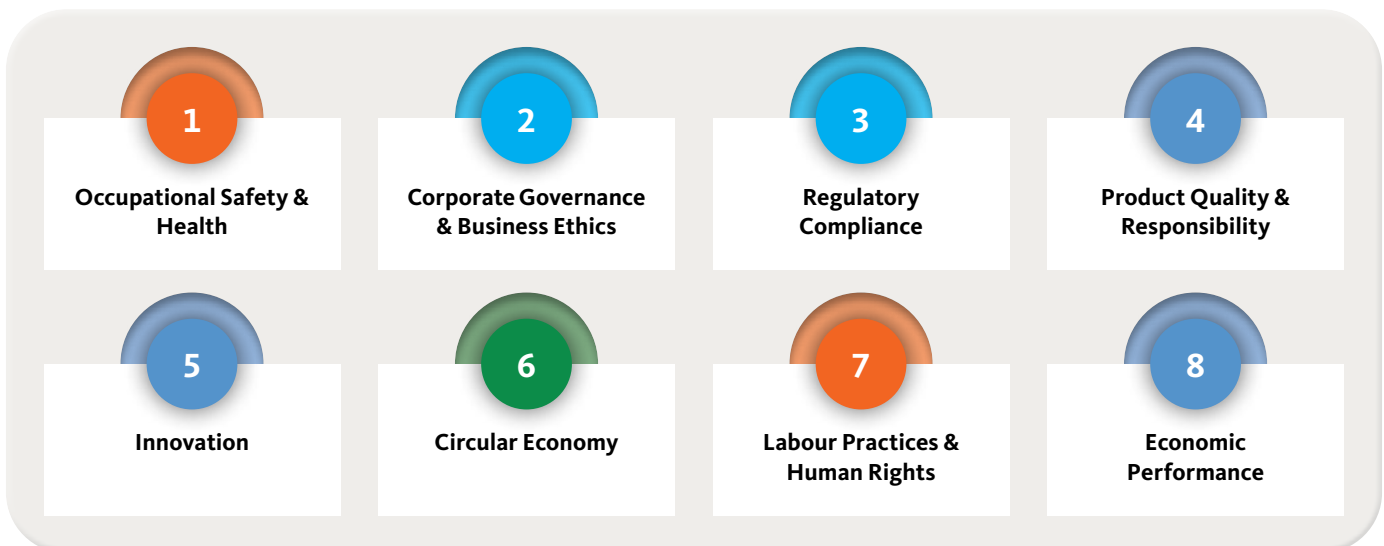 1
Occupational Safety &
Health
2
Corporate Governance
& Business Ethics
3
Regulatory
Compliance
4
Product Quality &
Responsibility
5
Innovation
6
Circular Economy
7
Labour Practices &
Human Rights
8
Economic
Performance